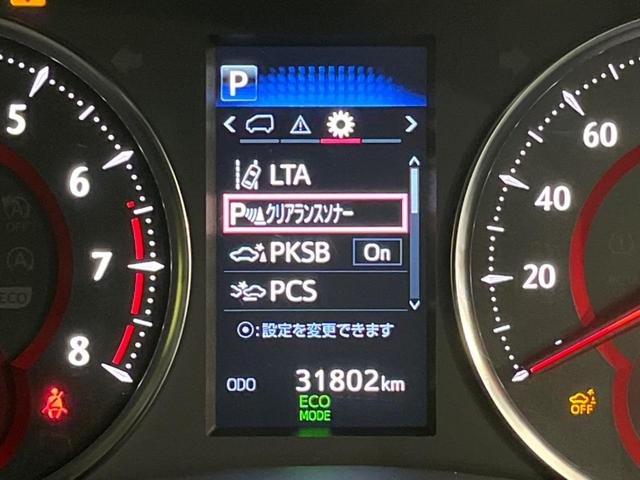 P
LTA
P クリアランスソナー
PKSB On
PCS
⦿:設定を変更できます
ODO 31802km
ECO
MODE
5
6
7
8
60
40
20
OFF
OFF
A
ECO